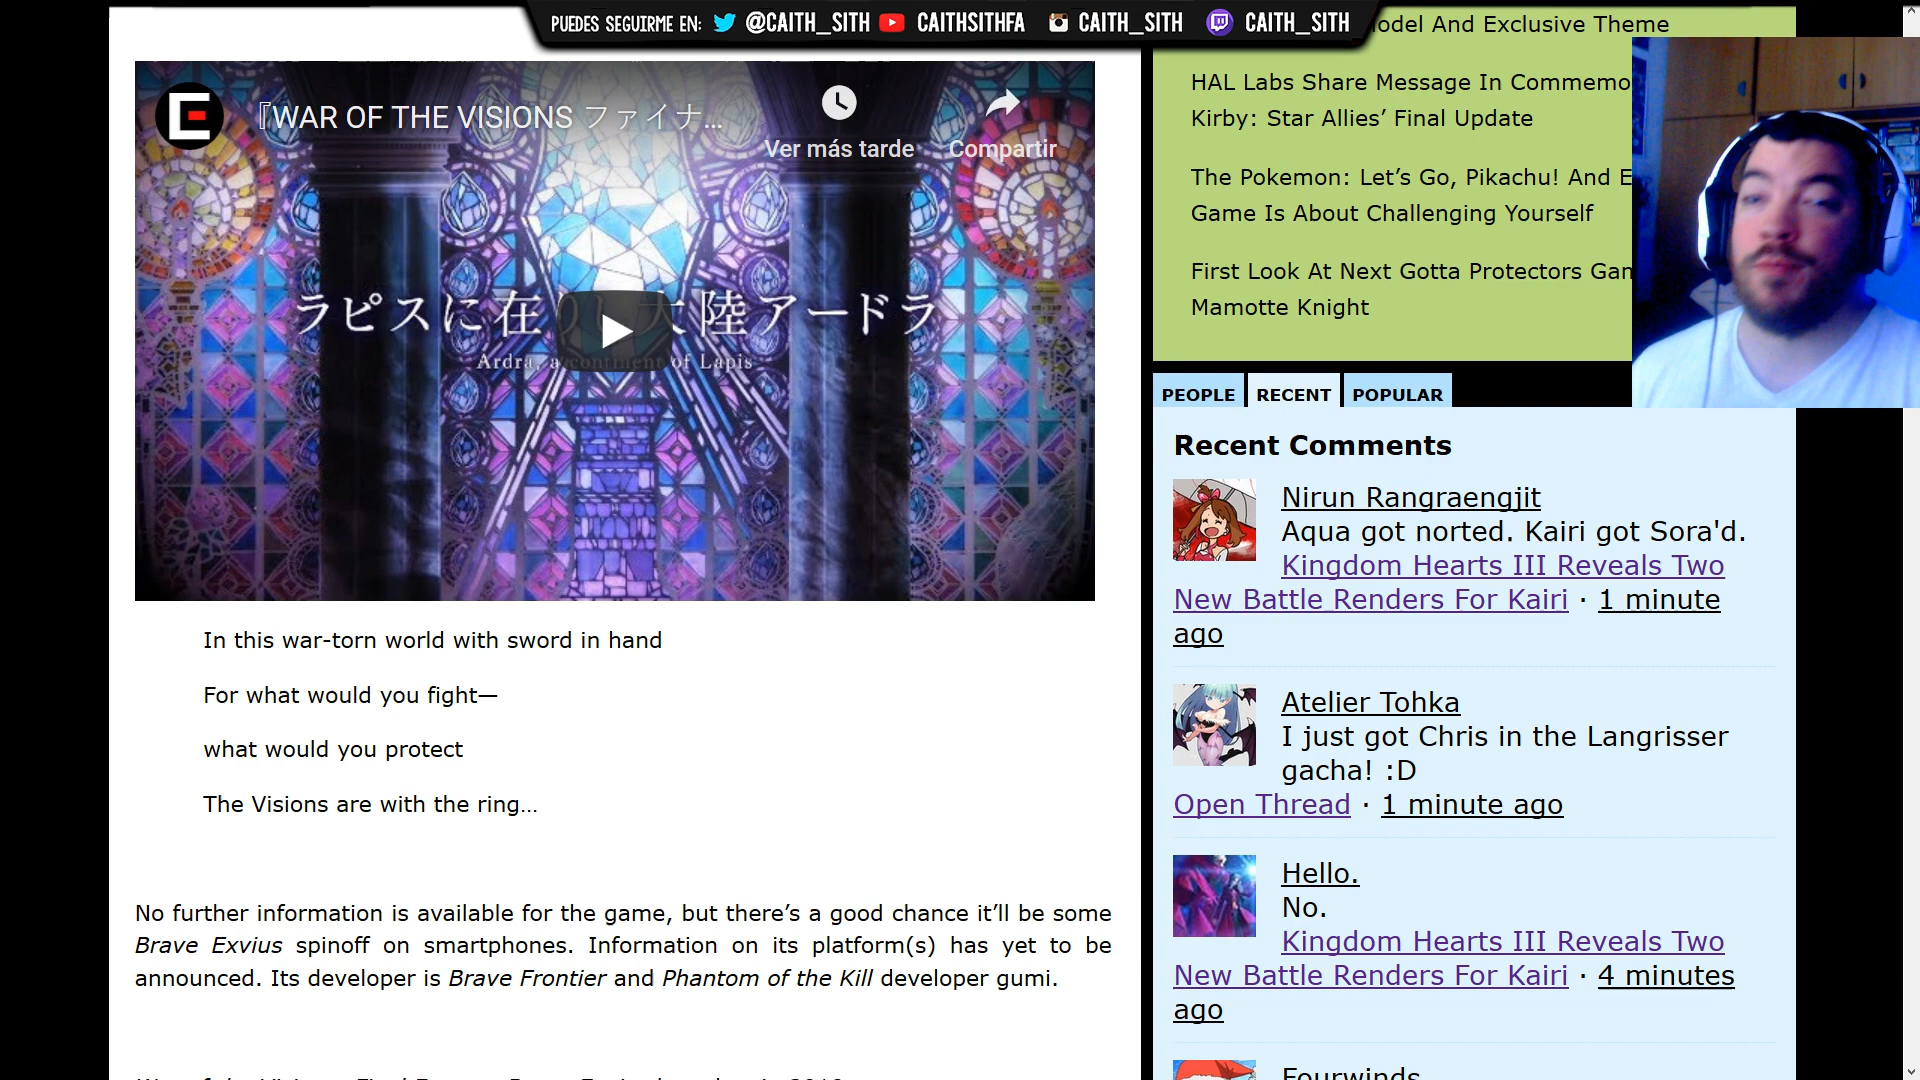 PUEDES SEGUIRME EN: @CAITH_SITH CAITHSITHFA CAITH_SITH CAITH_SITH
『WAR OF THE VISIONS ファイナ...
Ver más tarde
Compartir
ラピスに在りし大陸アードラ
Ardra, a continent of Lapis
In this war-torn world with sword in hand
For what would you fight—
what would you protect
The Visions are with the ring…
No further information is available for the game, but there’s a good chance it’ll be some
Brave Exvius spinoff on smartphones. Information on its platform(s) has yet to be
announced. Its developer is Brave Frontier and Phantom of the Kill developer gumi.
And Exclusive Theme
HAL Labs Share Message In
Kirby: Star Allies’ Final Update
The Pokemon: Let’s Go, Pikachu! And
Game Is About Challenging Yourself
First Look At Next Gotta Protectors
Mamotte Knight
PEOPLE RECENT POPULAR
Recent Comments
Nirun Rangraengjit
Aqua got norted. Kairi got Sora'd.
Kingdom Hearts III Reveals Two
New Battle Renders For Kairi · 1 minute
ago
Atelier Tohka
I just got Chris in the Langrisser
gacha! :D
Open Thread · 1 minute ago
Hello.
No.
Kingdom Hearts III Reveals Two
New Battle Renders For Kairi · 4 minutes
ago
Fourwinds